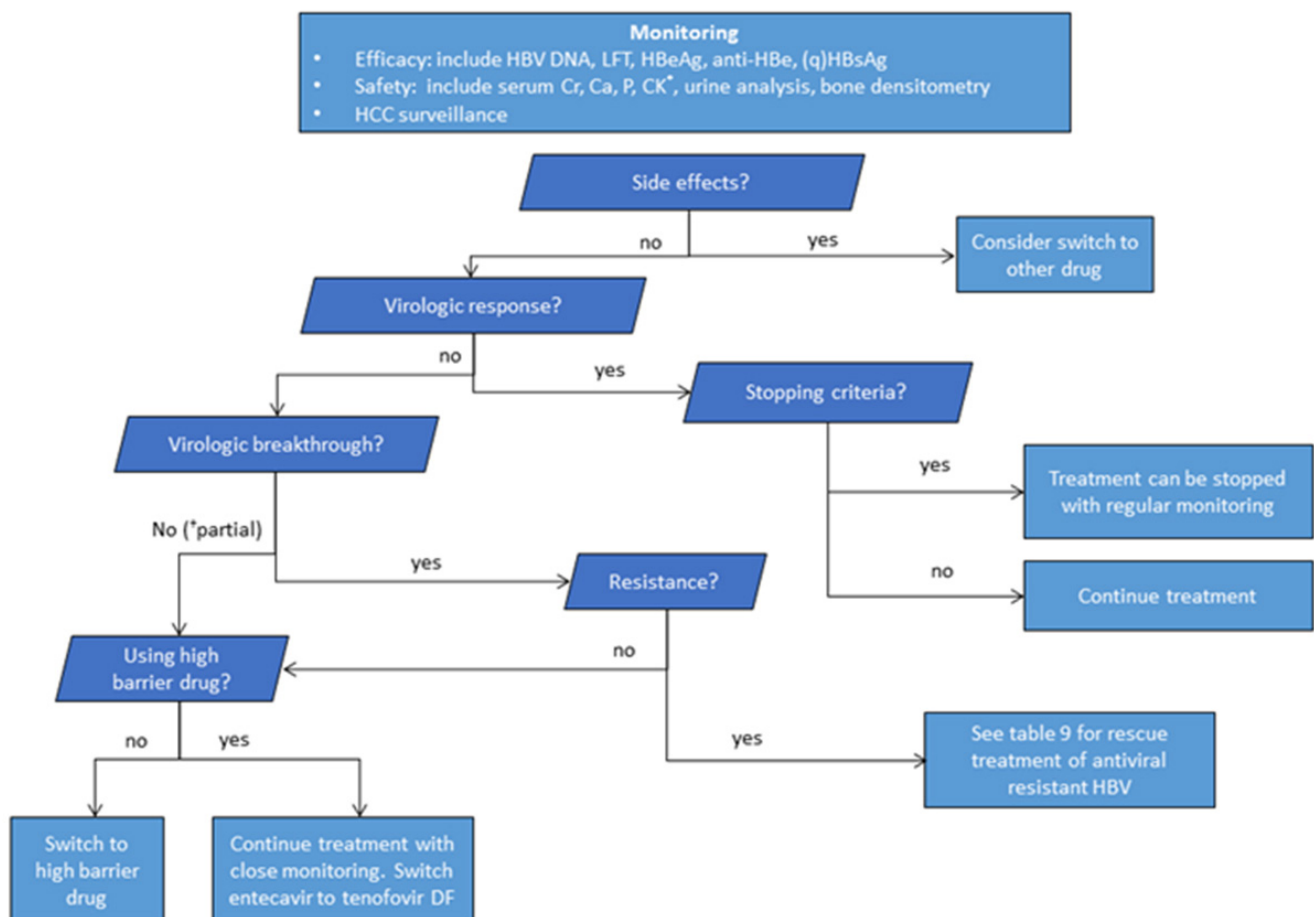 Monitoring
• Efficacy: include HBV DNA, LFT, HBeAg, anti-HBe, (q)HBsAg
• Safety: include serum Cr, Ca, P, CK*, urine analysis, bone densitometry
• HCC surveillance
Side effects?
no
yes
Consider switch to
other drug
Virologic response?
no
yes
Stopping criteria?
Virologic breakthrough?
yes
Treatment can be stopped
with regular monitoring
No (+partial)
yes
Resistance?
no
Continue treatment
Using high
barrier drug?
no
no
yes
yes
See table 9 for rescue
treatment of antiviral
resistant HBV
Switch to
high barrier
drug
Continue treatment with
close monitoring. Switch
entecavir to tenofovir DF